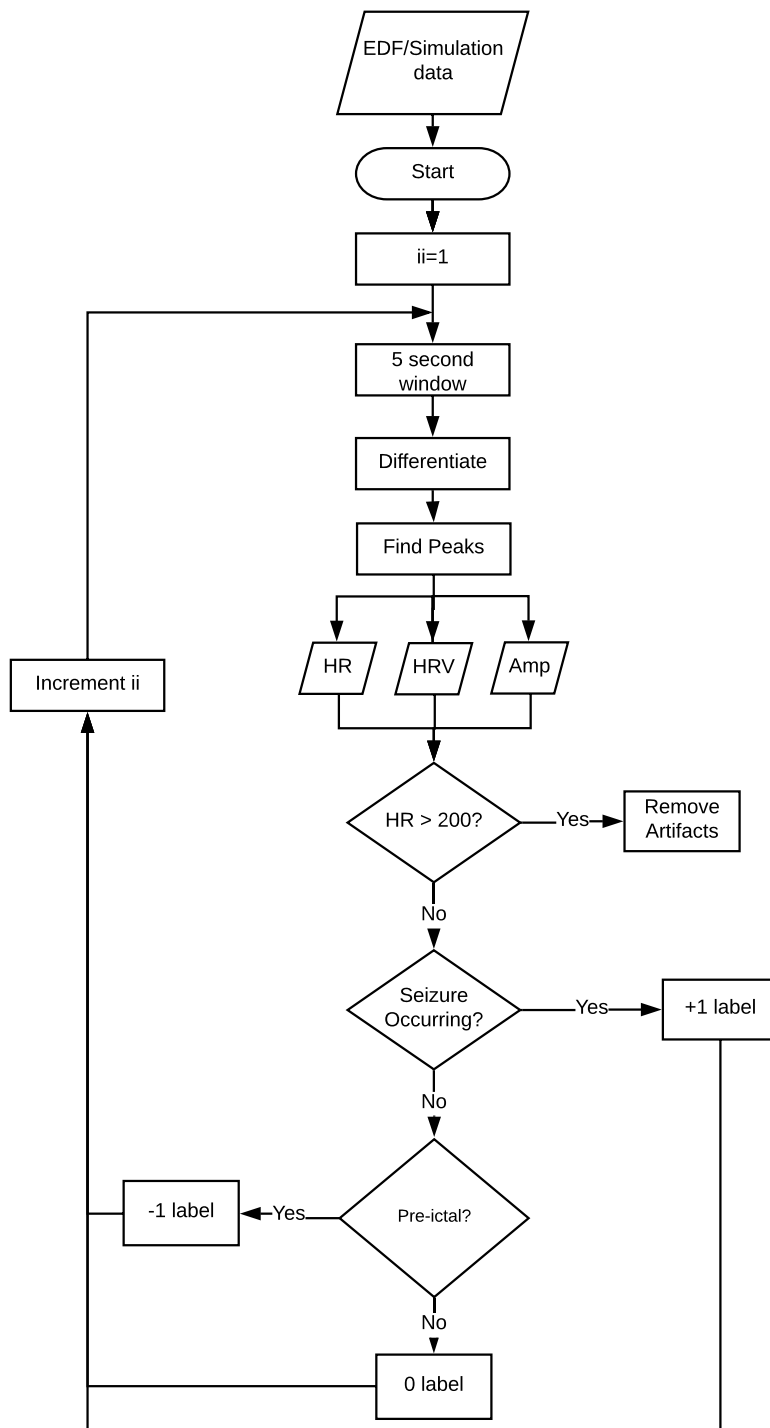 EDF/Simulation
data
Start
ii=1
5 second
window
Differentiate
Find Peaks
HR
HRV
Amp
Increment ii
HR > 200?
Yes
Remove
Artifacts
No
Seizure
Occurring?
Yes
+1 label
No
-1 label
Yes
Pre-ictal?
No
0 label